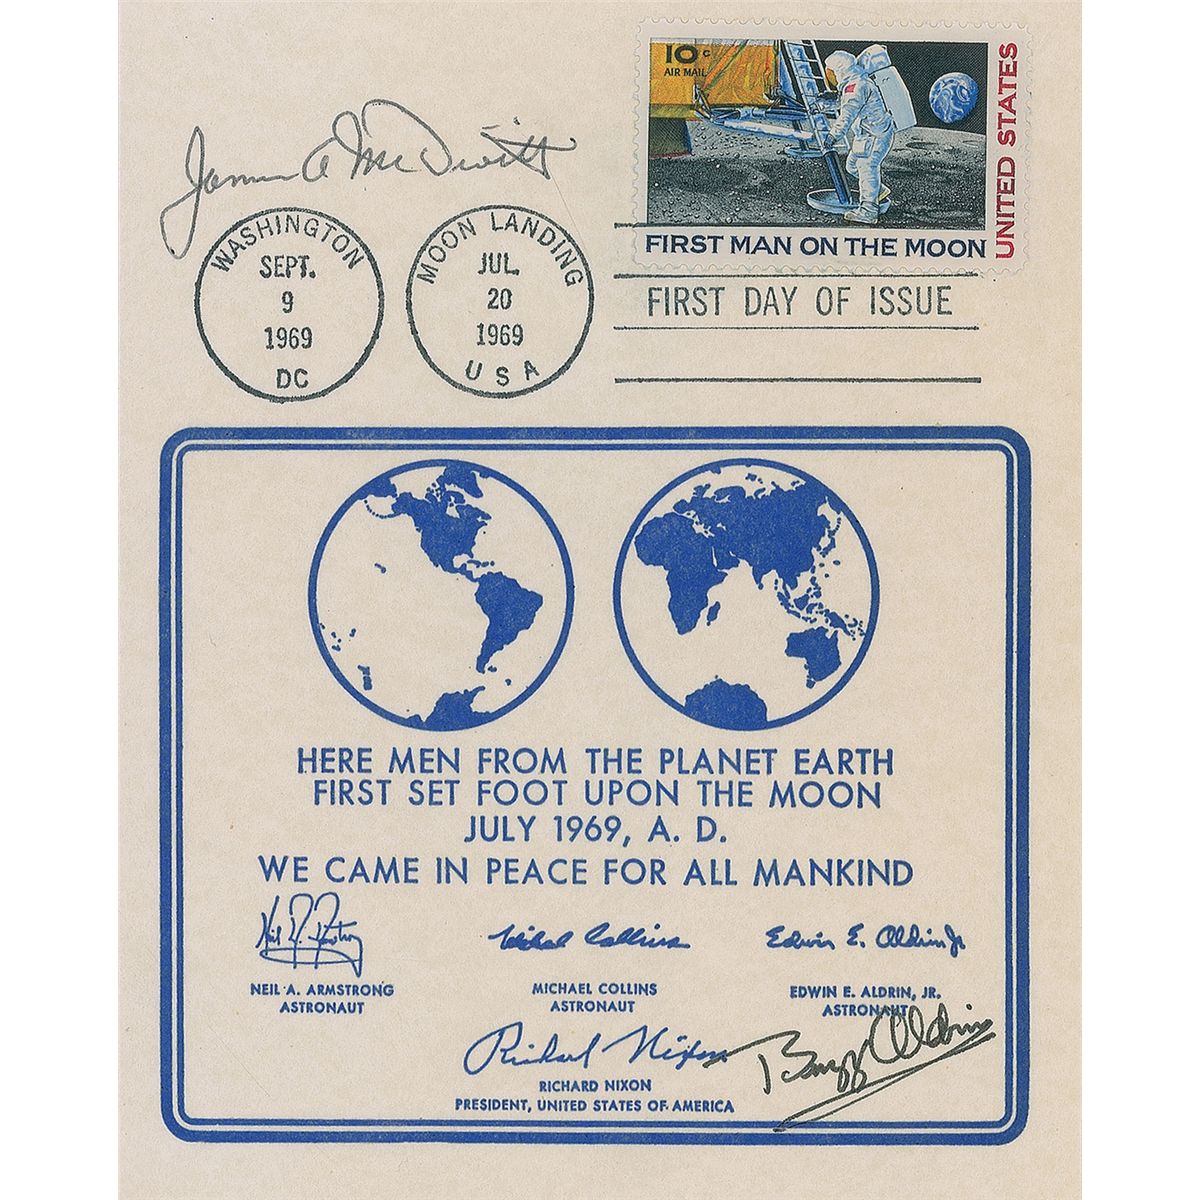 James A McDivitt
10c
AIR MAIL
UNITED STATES
FIRST MAN ON THE MOON
WASHINGTON
SEPT.
9
1969
DC
MOON LANDING
JUL.
20
1969
USA
FIRST DAY OF ISSUE
HERE MEN FROM THE PLANET EARTH
FIRST SET FOOT UPON THE MOON
JULY 1969, A. D.
WE CAME IN PEACE FOR ALL MANKIND
Neil A. Armstrong
NEIL A. ARMSTRONG
ASTRONAUT
Michael Collins
MICHAEL COLLINS
ASTRONAUT
Edwin E. Aldrin Jr
EDWIN E. ALDRIN, JR.
ASTRONAUT
Richard Nixon
RICHARD NIXON
PRESIDENT, UNITED STATES OF AMERICA
Buzz Aldrin